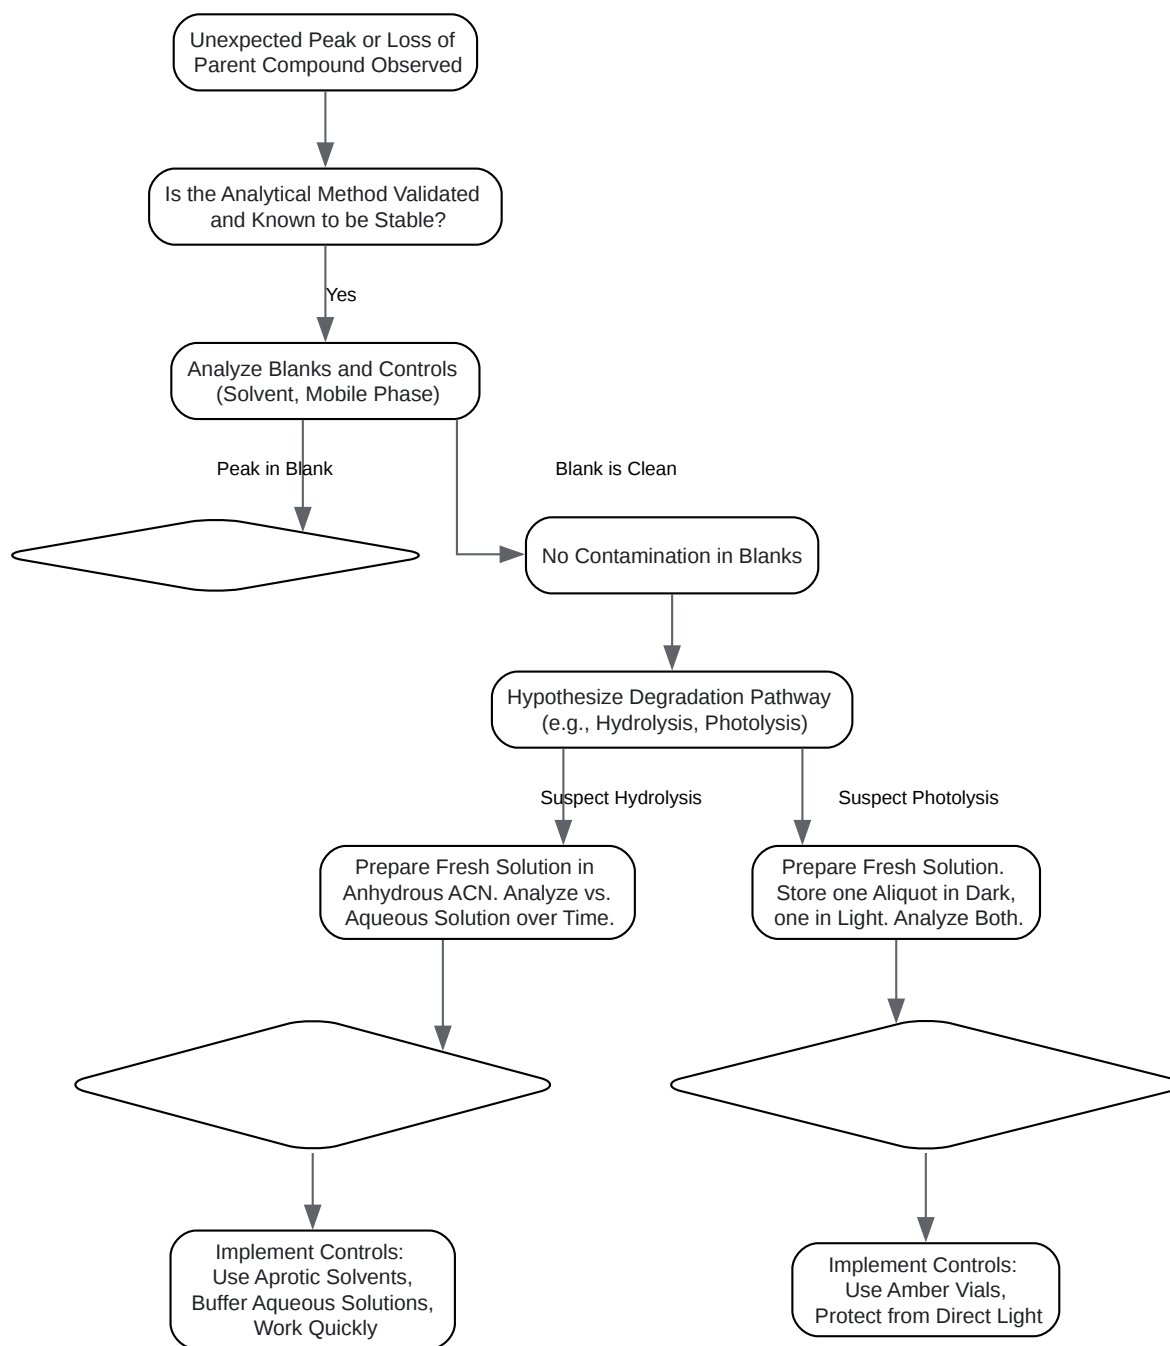 Unexpected Peak or Loss of
Parent Compound Observed
Is the Analytical Method Validated
and Known to be Stable?
Yes
Analyze Blanks and Controls
(Solvent, Mobile Phase)
Peak in Blank
Blank is Clean
No Contamination in Blanks
Hypothesize Degradation Pathway
(e.g., Hydrolysis, Photolysis)
Suspect Hydrolysis
Suspect Photolysis
Prepare Fresh Solution in
Anhydrous ACN. Analyze vs.
Aqueous Solution over Time.
Prepare Fresh Solution.
Store one Aliquot in Dark,
one in Light. Analyze Both.
Implement Controls:
Use Aprotic Solvents,
Buffer Aqueous Solutions,
Work Quickly
Implement Controls:
Use Amber Vials,
Protect from Direct Light